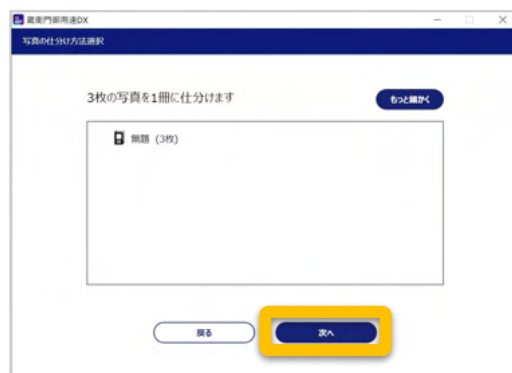 蔵衛門御用達DX
写真の仕分け方法選択
3枚の写真を1冊に仕分けます
もっと細かく
無題 (3枚)
戻る
次へ